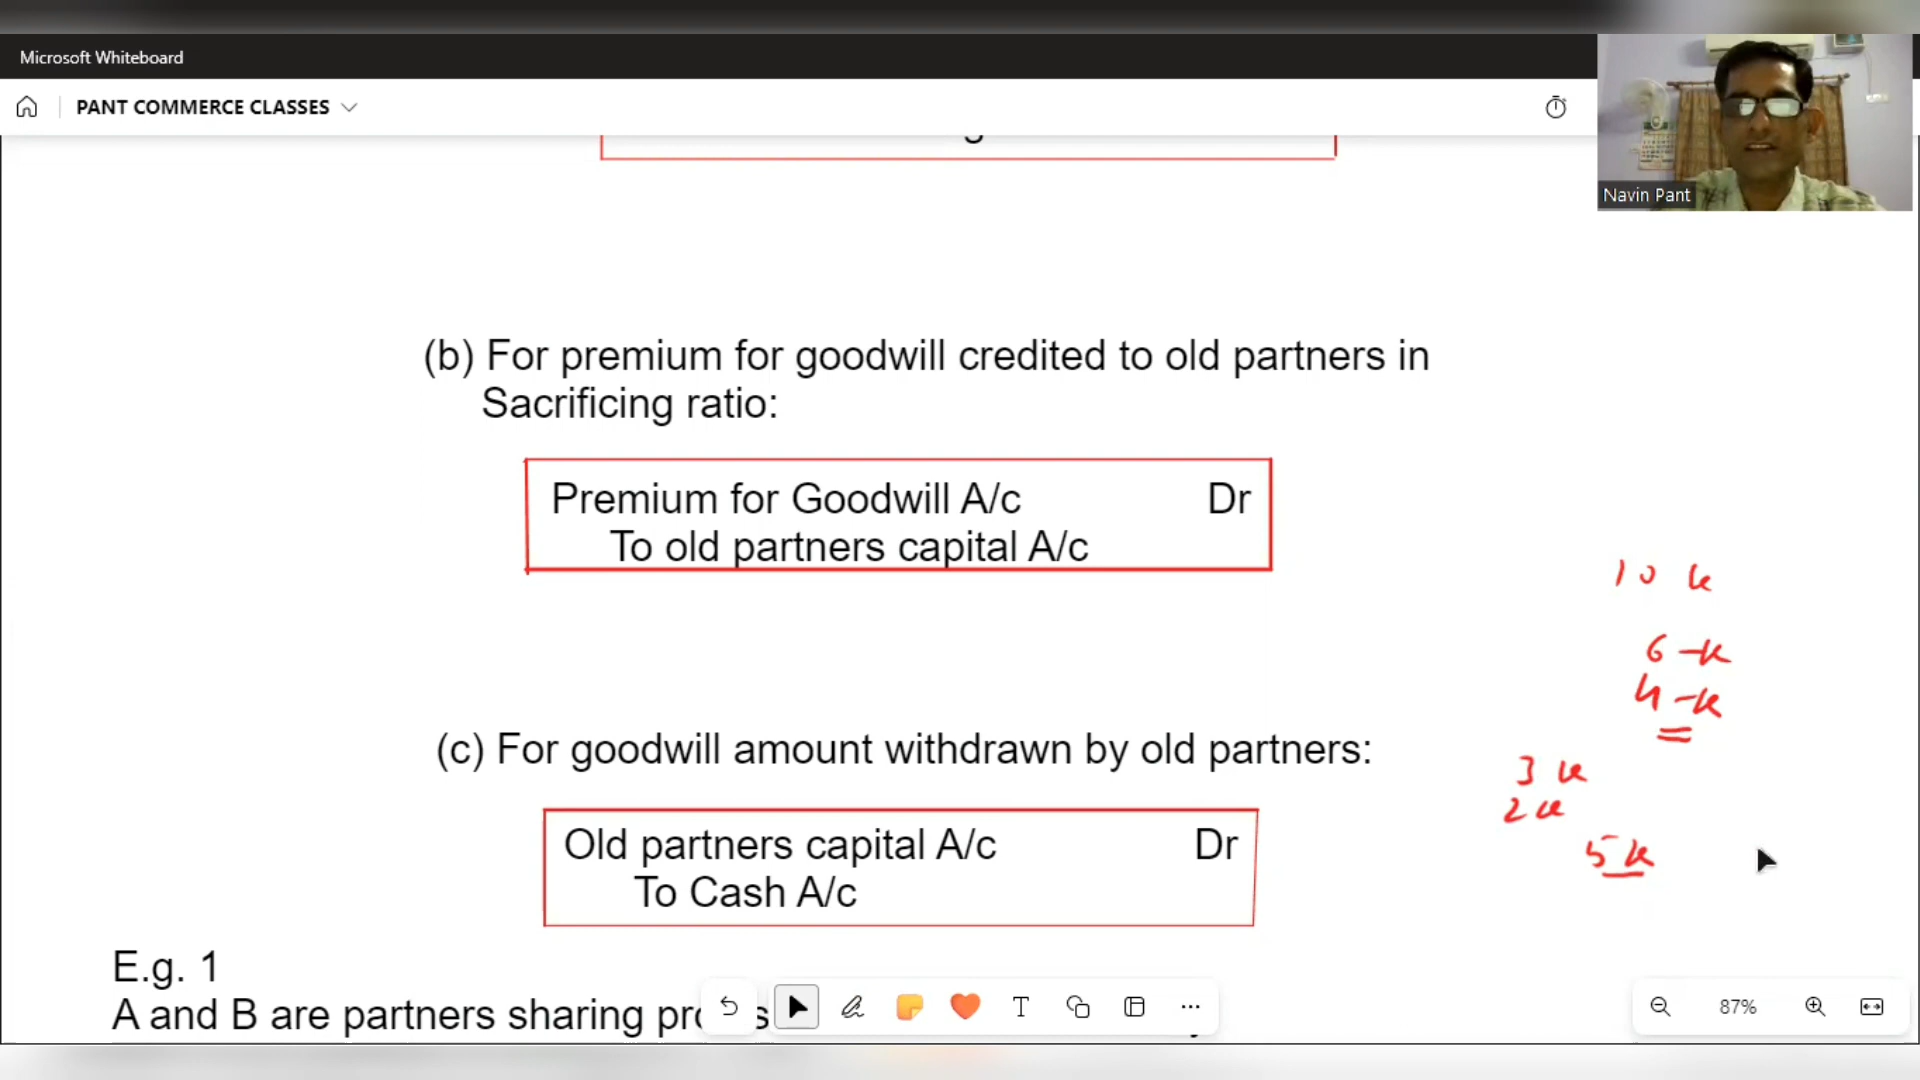 Microsoft Whiteboard
PANT COMMERCE CLASSES
Navin Pant
(b) For premium for goodwill credited to old partners in
Sacrificing ratio:
Premium for Goodwill A/c Dr
To old partners capital A/c
10 k
6 - k
4 - k
(c) For goodwill amount withdrawn by old partners:
3 k
2 k
5 k
Old partners capital A/c Dr
To Cash A/c
E.g. 1
A and B are partners sharing
87%